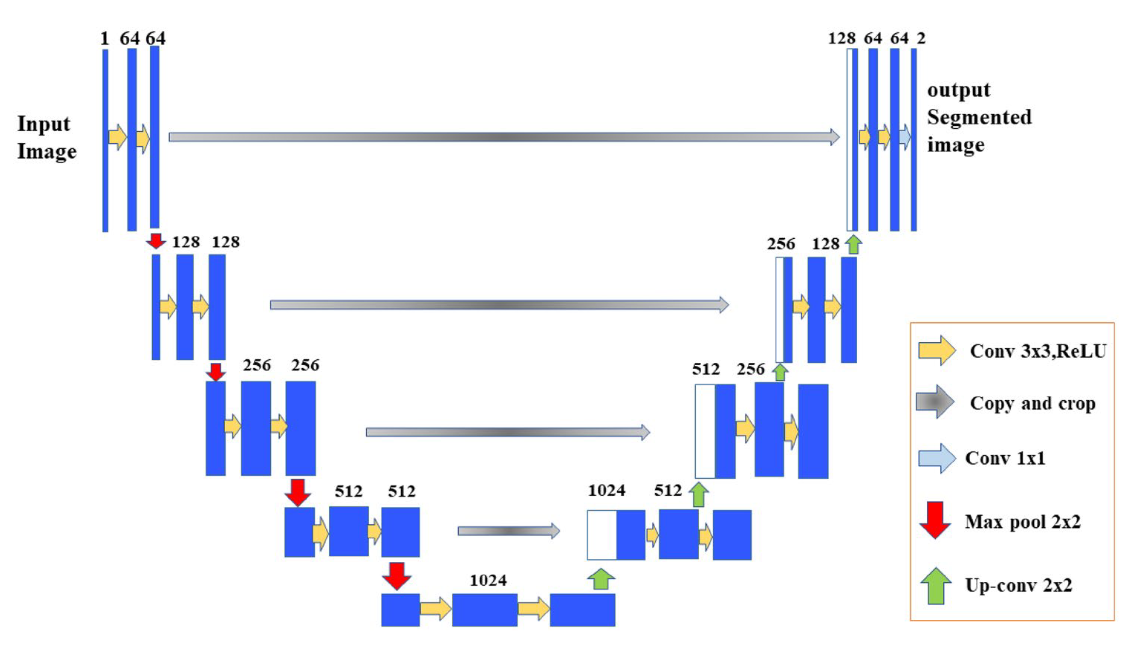 1 64 64
128 64 64 2
Input
Image
output
Segmented
image
128 128
256 128
256 256
512 256
512 512
1024 512
1024
Conv 3x3,ReLU
Copy and crop
Conv 1x1
Max pool 2x2
Up-conv 2x2